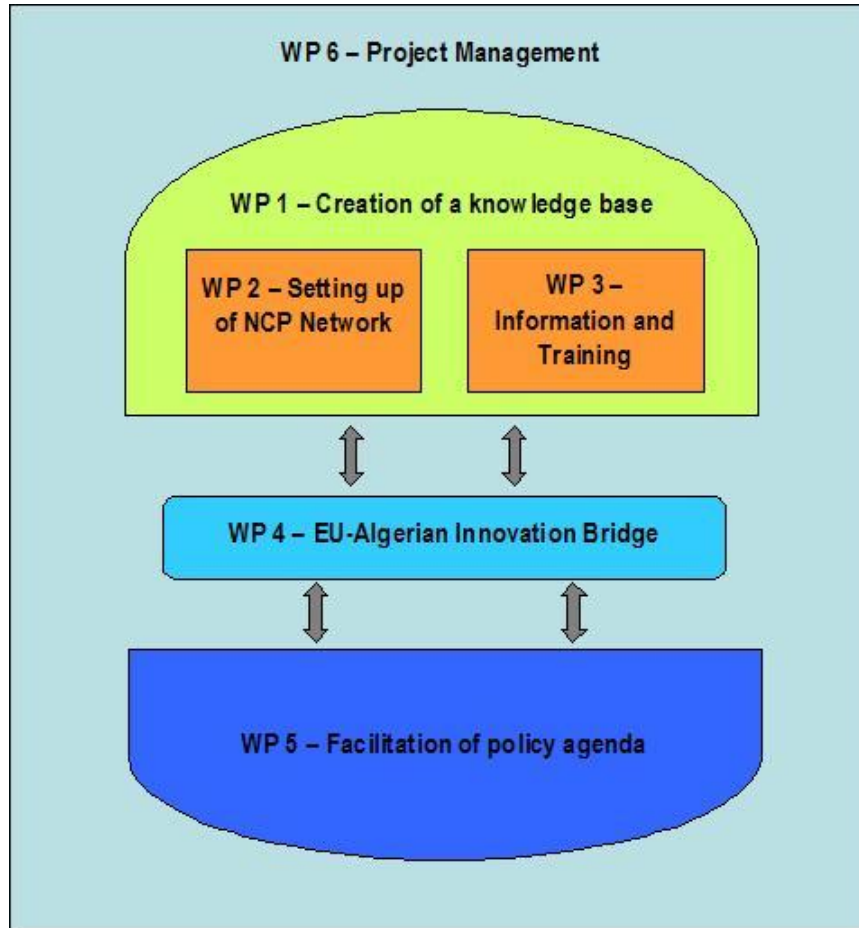 WP 6 – Project Management
WP 1 – Creation of a knowledge base
WP 2 – Setting up
of NCP Network
WP 3 –
Information and
Training
WP 4 – EU-Algerian Innovation Bridge
WP 5 – Facilitation of policy agenda